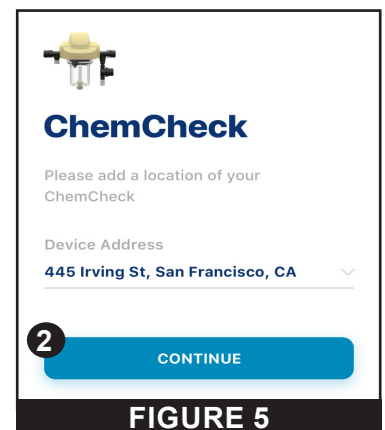 ChemCheck
Please add a location of your
ChemCheck
Device Address
445 Irving St, San Francisco, CA
2
CONTINUE
FIGURE 5